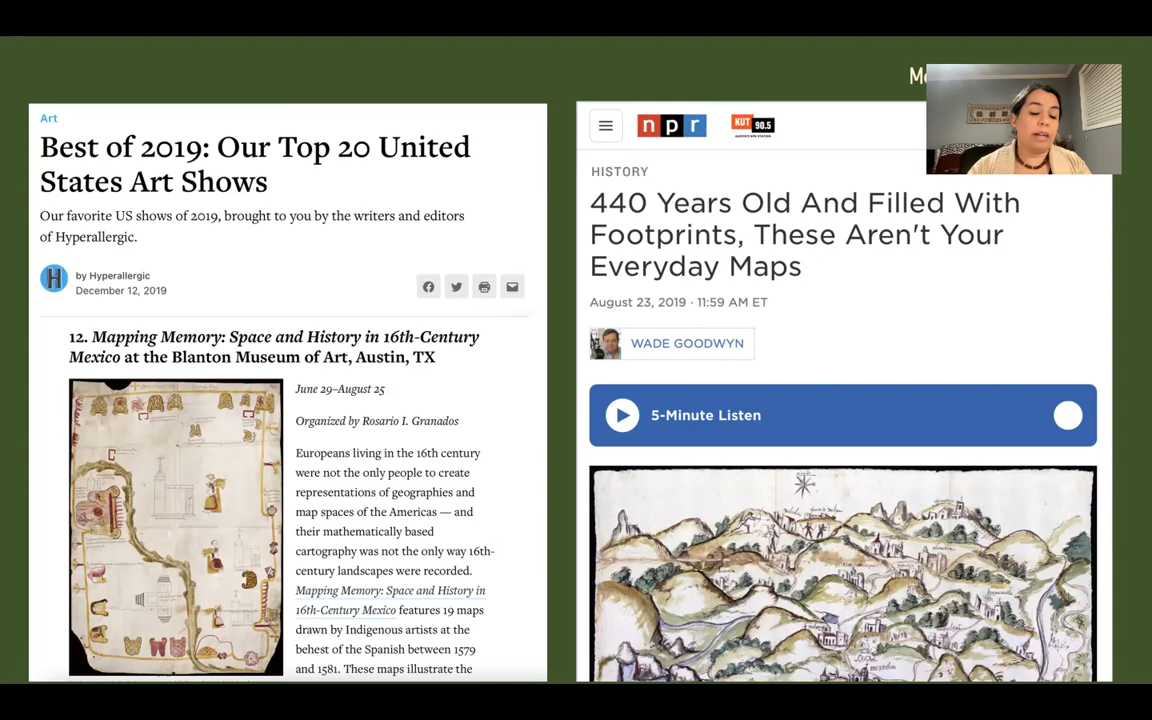 Art
Best of 2019: Our Top 20 United
States Art Shows
Our favorite US shows of 2019, brought to you by the writers and editors
of Hyperallergic.
H
by Hyperallergic
December 12, 2019
12. Mapping Memory: Space and History in 16th-Century
Mexico at the Blanton Museum of Art, Austin, TX
June 29–August 25
Organized by Rosario I. Granados
Europeans living in the 16th century
were not the only people to create
representations of geographies and
map spaces of the Americas — and
their mathematically based
cartography was not the only way 16th-
century landscapes were recorded.
Mapping Memory: Space and History in
16th-Century Mexico features 19 maps
drawn by Indigenous artists at the
behest of the Spanish between 1579
and 1581. These maps illustrate the
npr
KUT 90.5
HISTORY
440 Years Old And Filled With
Footprints, These Aren't Your
Everyday Maps
August 23, 2019 · 11:59 AM ET
WADE GOODWYN
5-Minute Listen